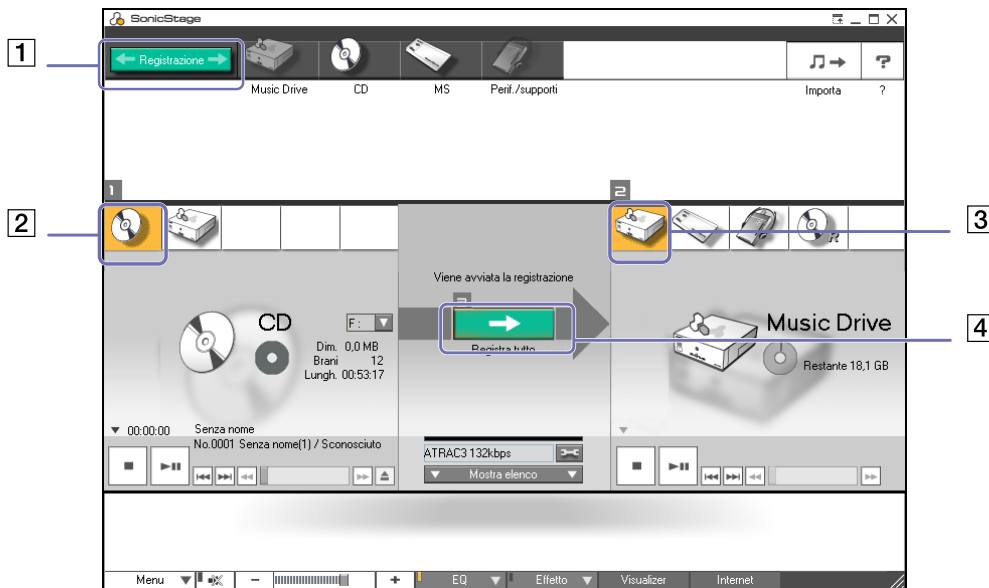 SonicStage
1
Registrazione
Music Drive
CD
MS
Perif./supporti
Importa
?
1
2
2
3
Viene avviata la registrazione
CD
F:
Dim. 0,0 MB
Brani 12
Lungh. 00:53:17
Registra tutto
Music Drive
Restante 18,1 GB
4
00:00:00
Senza nome
No.0001 Senza nome(1) / Sconosciuto
ATRAC3 132kbps
Mostra elenco
Menu
EQ
Effetto
Visualizer
Internet